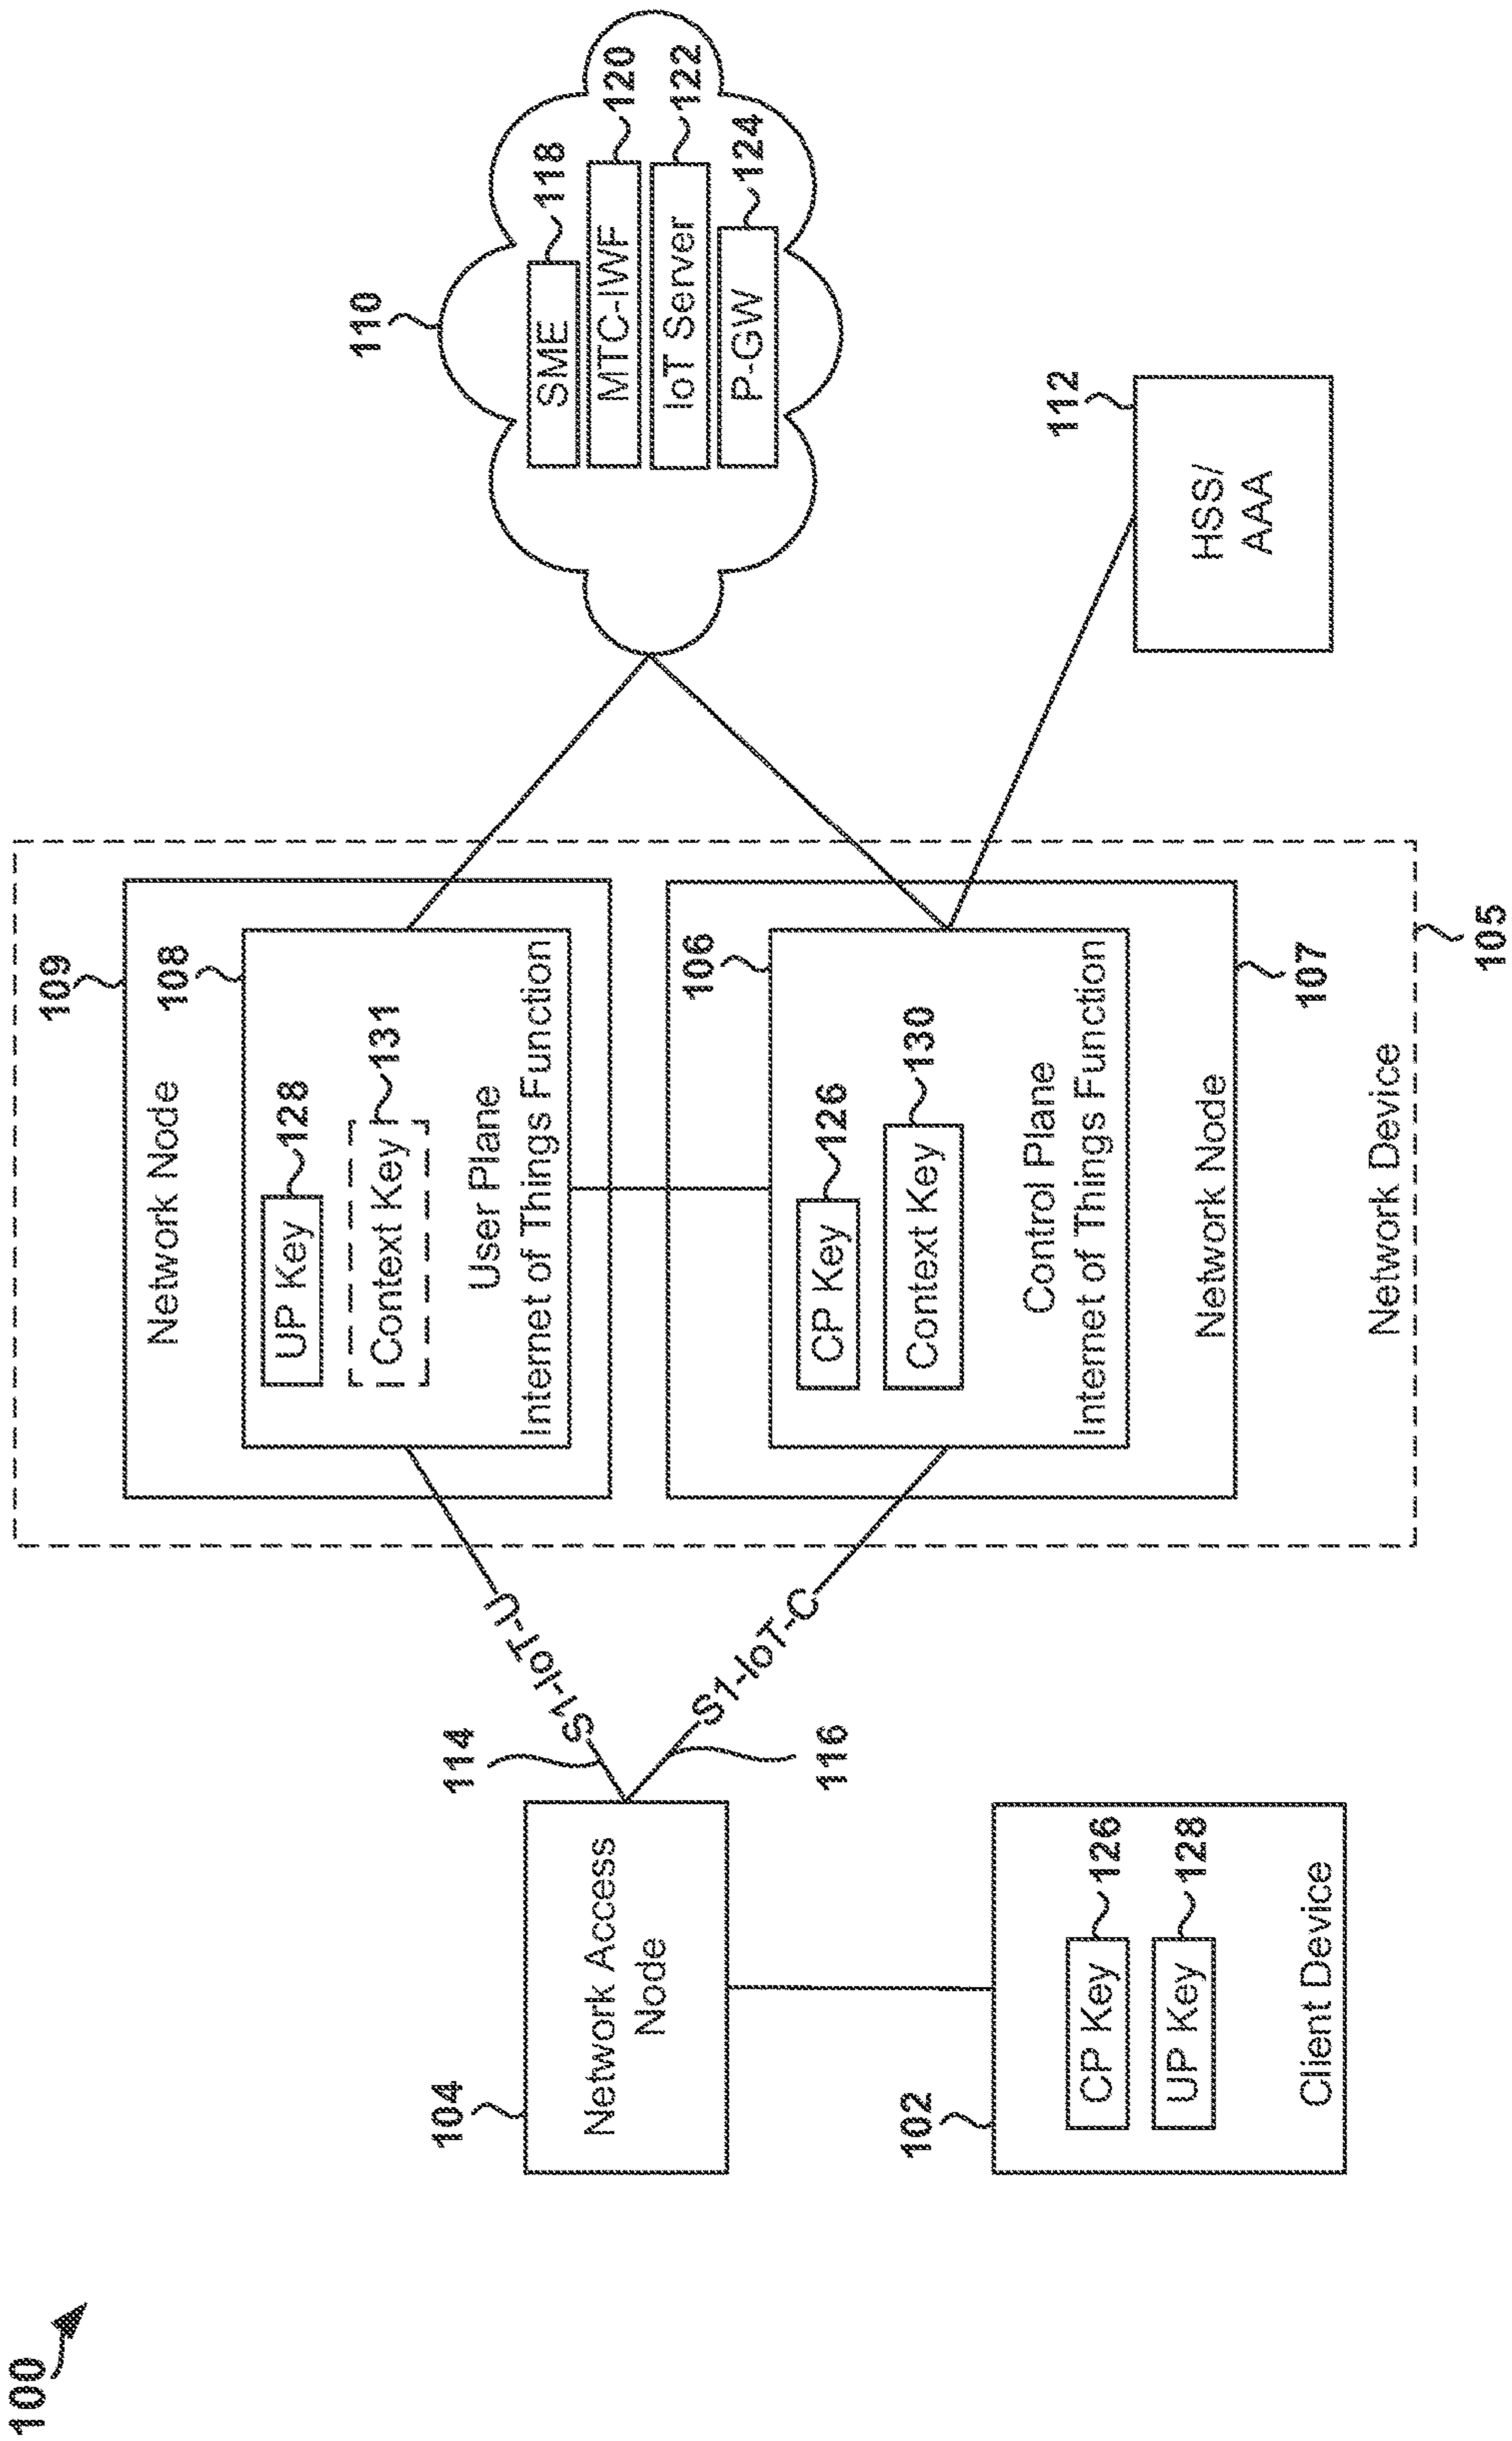 100
109
Network Node
108
UP Key
128
Context Key
131
User Plane
Internet of Things Function
110
SME
118
MTC-IWF
120
IoT Server
122
P-GW
124
114
S1-IoT-U
S1-IoT-C
116
104
Network Access
Node
106
CP Key
126
Context Key
130
Control Plane
Internet of Things Function
Network Node
107
Network Device
105
112
HSS/
AAA
102
CP Key
126
UP Key
128
Client Device